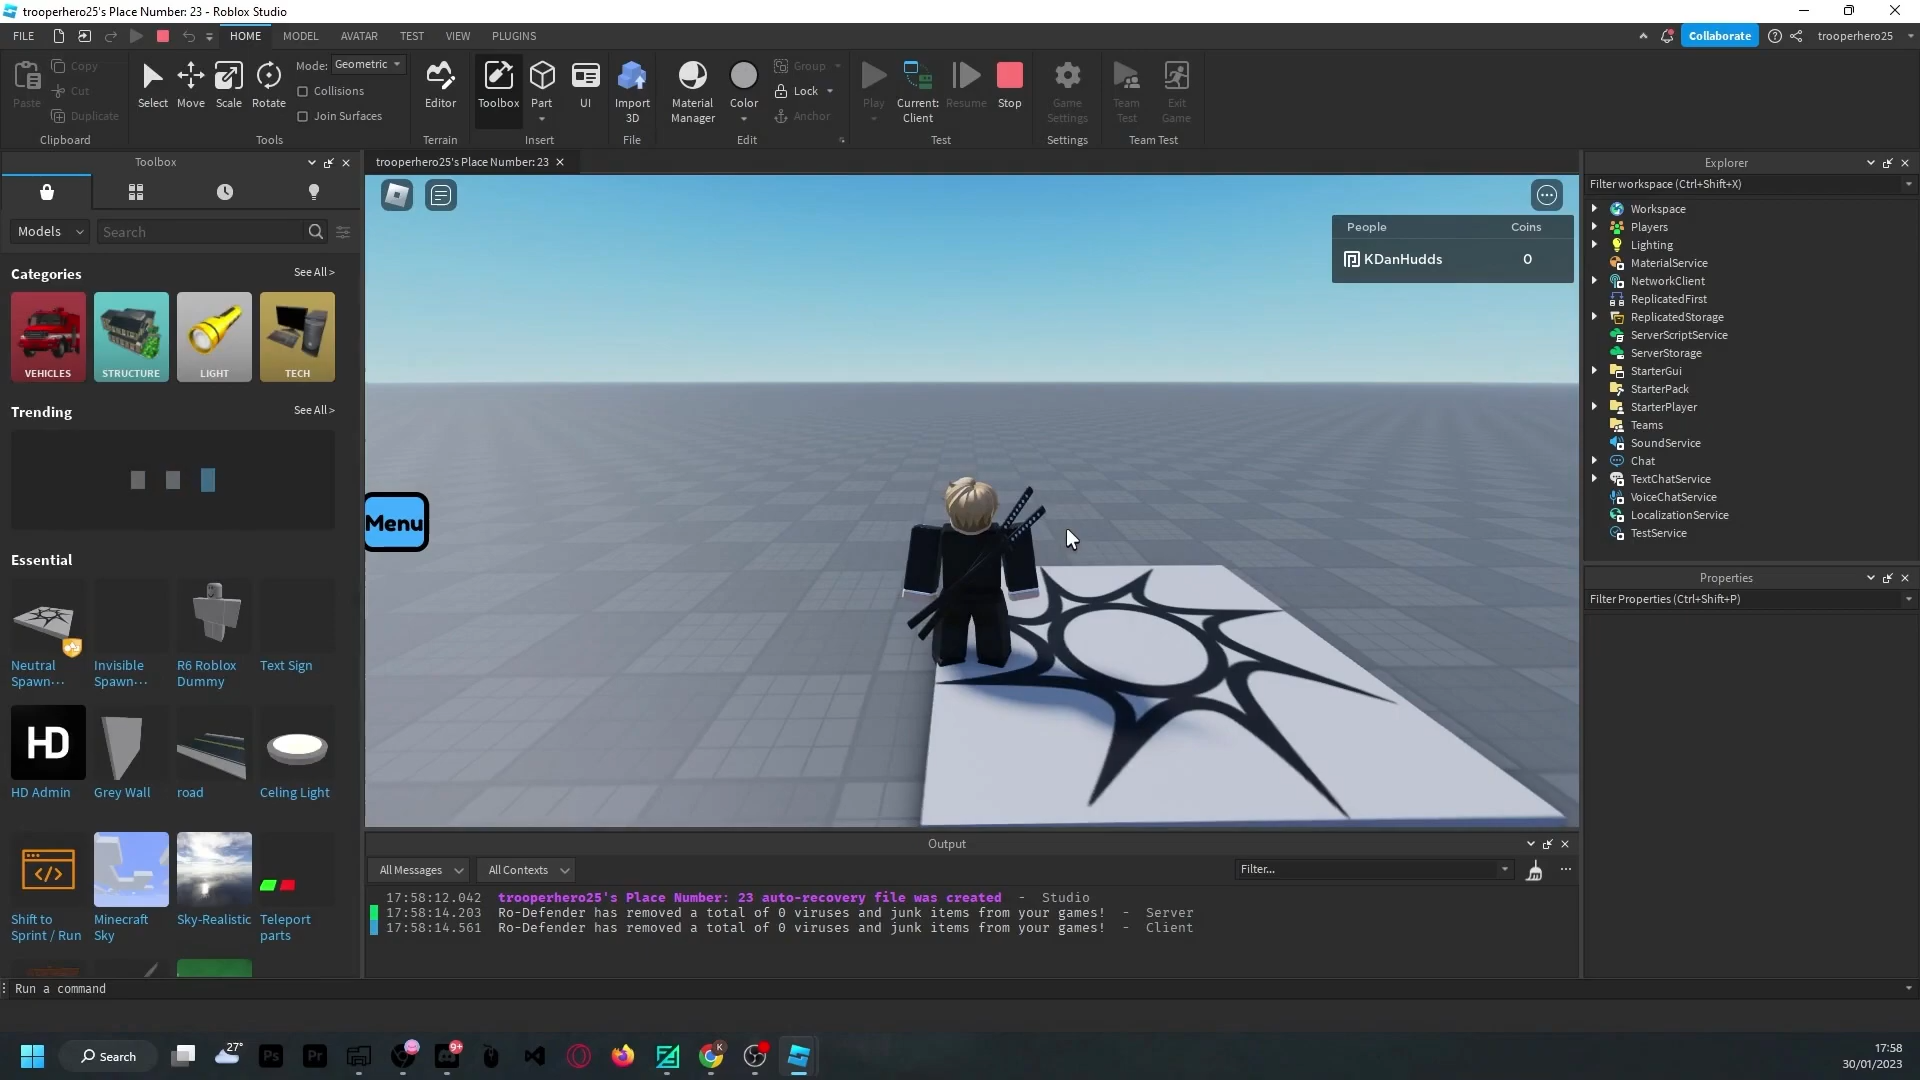 trooperhero25's Place Number: 23 - Roblox Studio
FILE
HOME
MODEL
AVATAR
TEST
VIEW
PLUGINS
Collaborate
trooperhero25
Paste
Copy
Cut
Duplicate
Clipboard
Select
Move
Scale
Rotate
Mode: Geometric
Collisions
Join Surfaces
Tools
Editor
Terrain
Toolbox
Part
UI
Insert
Import
3D
File
Material
Manager
Color
Group
Lock
Anchor
Edit
Play
Current:
Client
Resume
Stop
Test
Game
Settings
Settings
Team
Test
Exit
Game
Team Test
Toolbox
Models
Search
Categories
See All >
VEHICLES
STRUCTURE
LIGHT
TECH
Trending
See All >
Essential
Neutral
Spawn...
Invisible
Spawn...
R6 Roblox
Dummy
Text Sign
HD
HD Admin
Grey Wall
road
Celing Light
Shift to
Sprint / Run
Minecraft
Sky
Sky-Realistic
Teleport
parts
trooperhero25's Place Number: 23
People
Coins
KDanHudds
0
Menu
Output
All Messages
All Contexts
Filter...
17:58:12.042 trooperhero25's Place Number: 23 auto-recovery file was created - Studio
17:58:14.203 Ro-Defender has removed a total of 0 viruses and junk items from your games! - Server
17:58:14.561 Ro-Defender has removed a total of 0 viruses and junk items from your games! - Client
Explorer
Filter workspace (Ctrl+Shift+X)
Workspace
Players
Lighting
MaterialService
NetworkClient
ReplicatedFirst
ReplicatedStorage
ServerScriptService
ServerStorage
StarterGui
StarterPack
StarterPlayer
Teams
SoundService
Chat
TextChatService
VoiceChatService
LocalizationService
TestService
Properties
Filter Properties (Ctrl+Shift+P)
Run a command
Search
27°
Ps
Pr
9+
K
17:58
30/01/2023